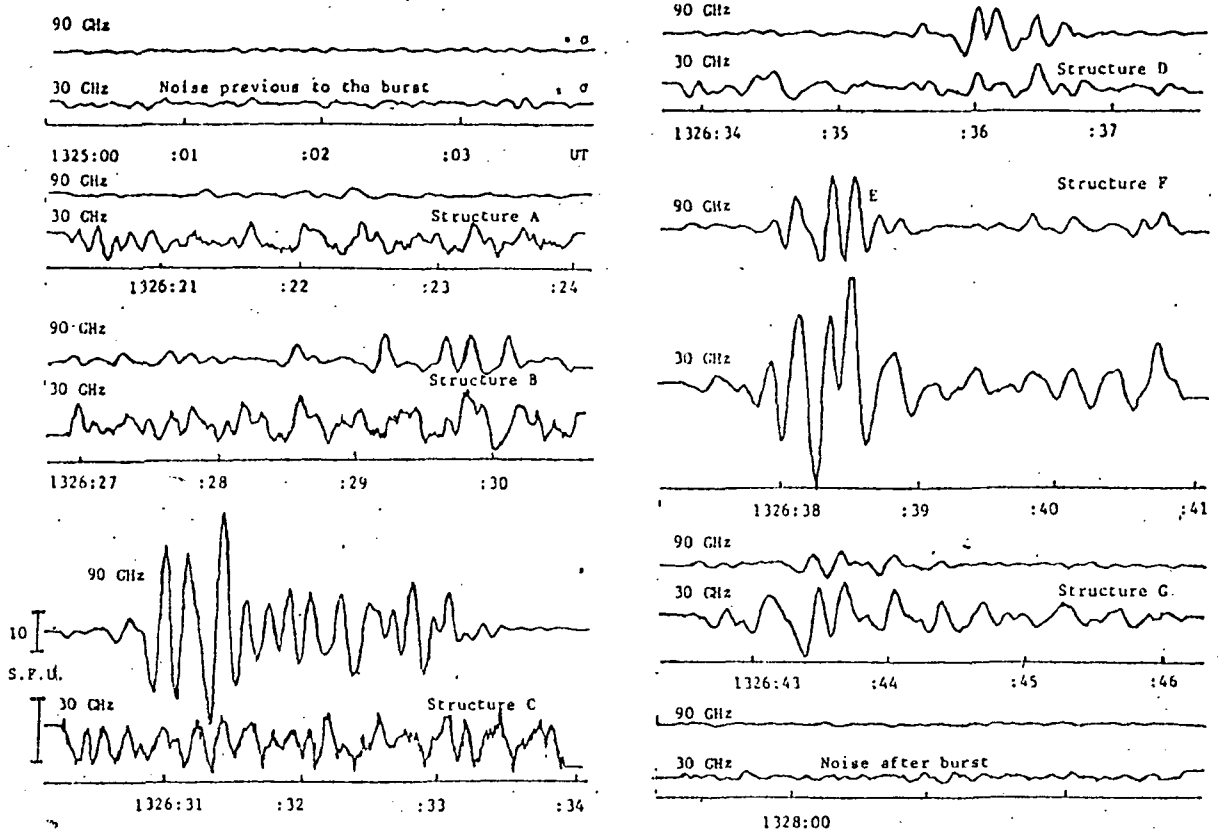 90 GHz
σ
30 GHz Noise previous to the burst σ
1325:00 :01 :02 :03 UT
90 GHz
30 GHz Structure A
1326:21 :22 :23 :24
90 GHz
30 GHz Structure B
1326:27 :28 :29 :30
90 GHz
10
S.F.U.
30 GHz Structure C
1326:31 :32 :33 :34
90 GHz
30 GHz Structure D
1326:34 :35 :36 :37
90 GHz E Structure F
30 GHz
1326:38 :39 :40 :41
90 GHz
30 GHz Structure G
1326:43 :44 :45 :46
90 GHz
30 GHz Noise after burst
1328:00